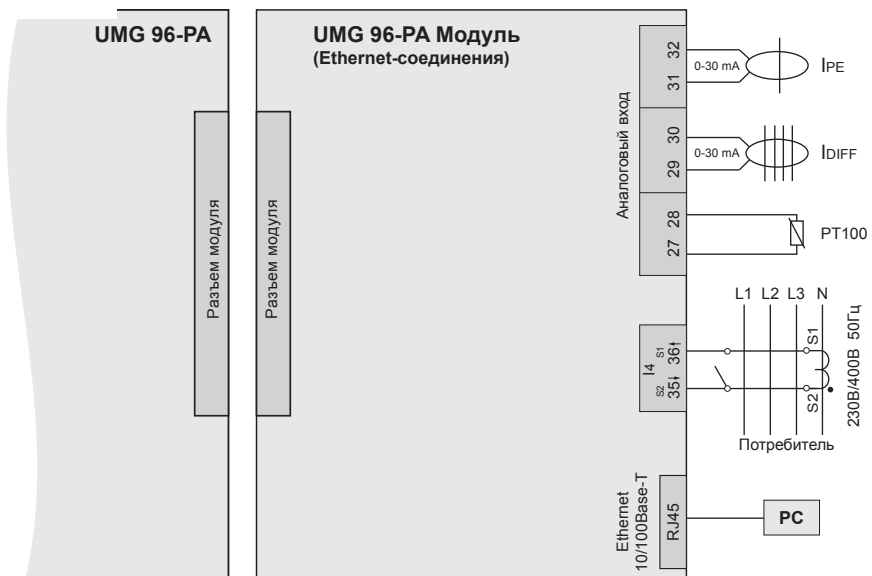 UMG 96-PA
UMG 96-PA Модуль
(Ethernet-соединения)
Разъем модуля
Разъем модуля
Аналоговый вход
32
31
0-30 mA
IPE
30
29
0-30 mA
IDIFF
28
27
PT100
L1 L2 L3 N
I4
S1
36
S2
35
S1
S2
230В/400В 50Гц
Потребитель
Ethernet
10/100Base-T
RJ45
PC